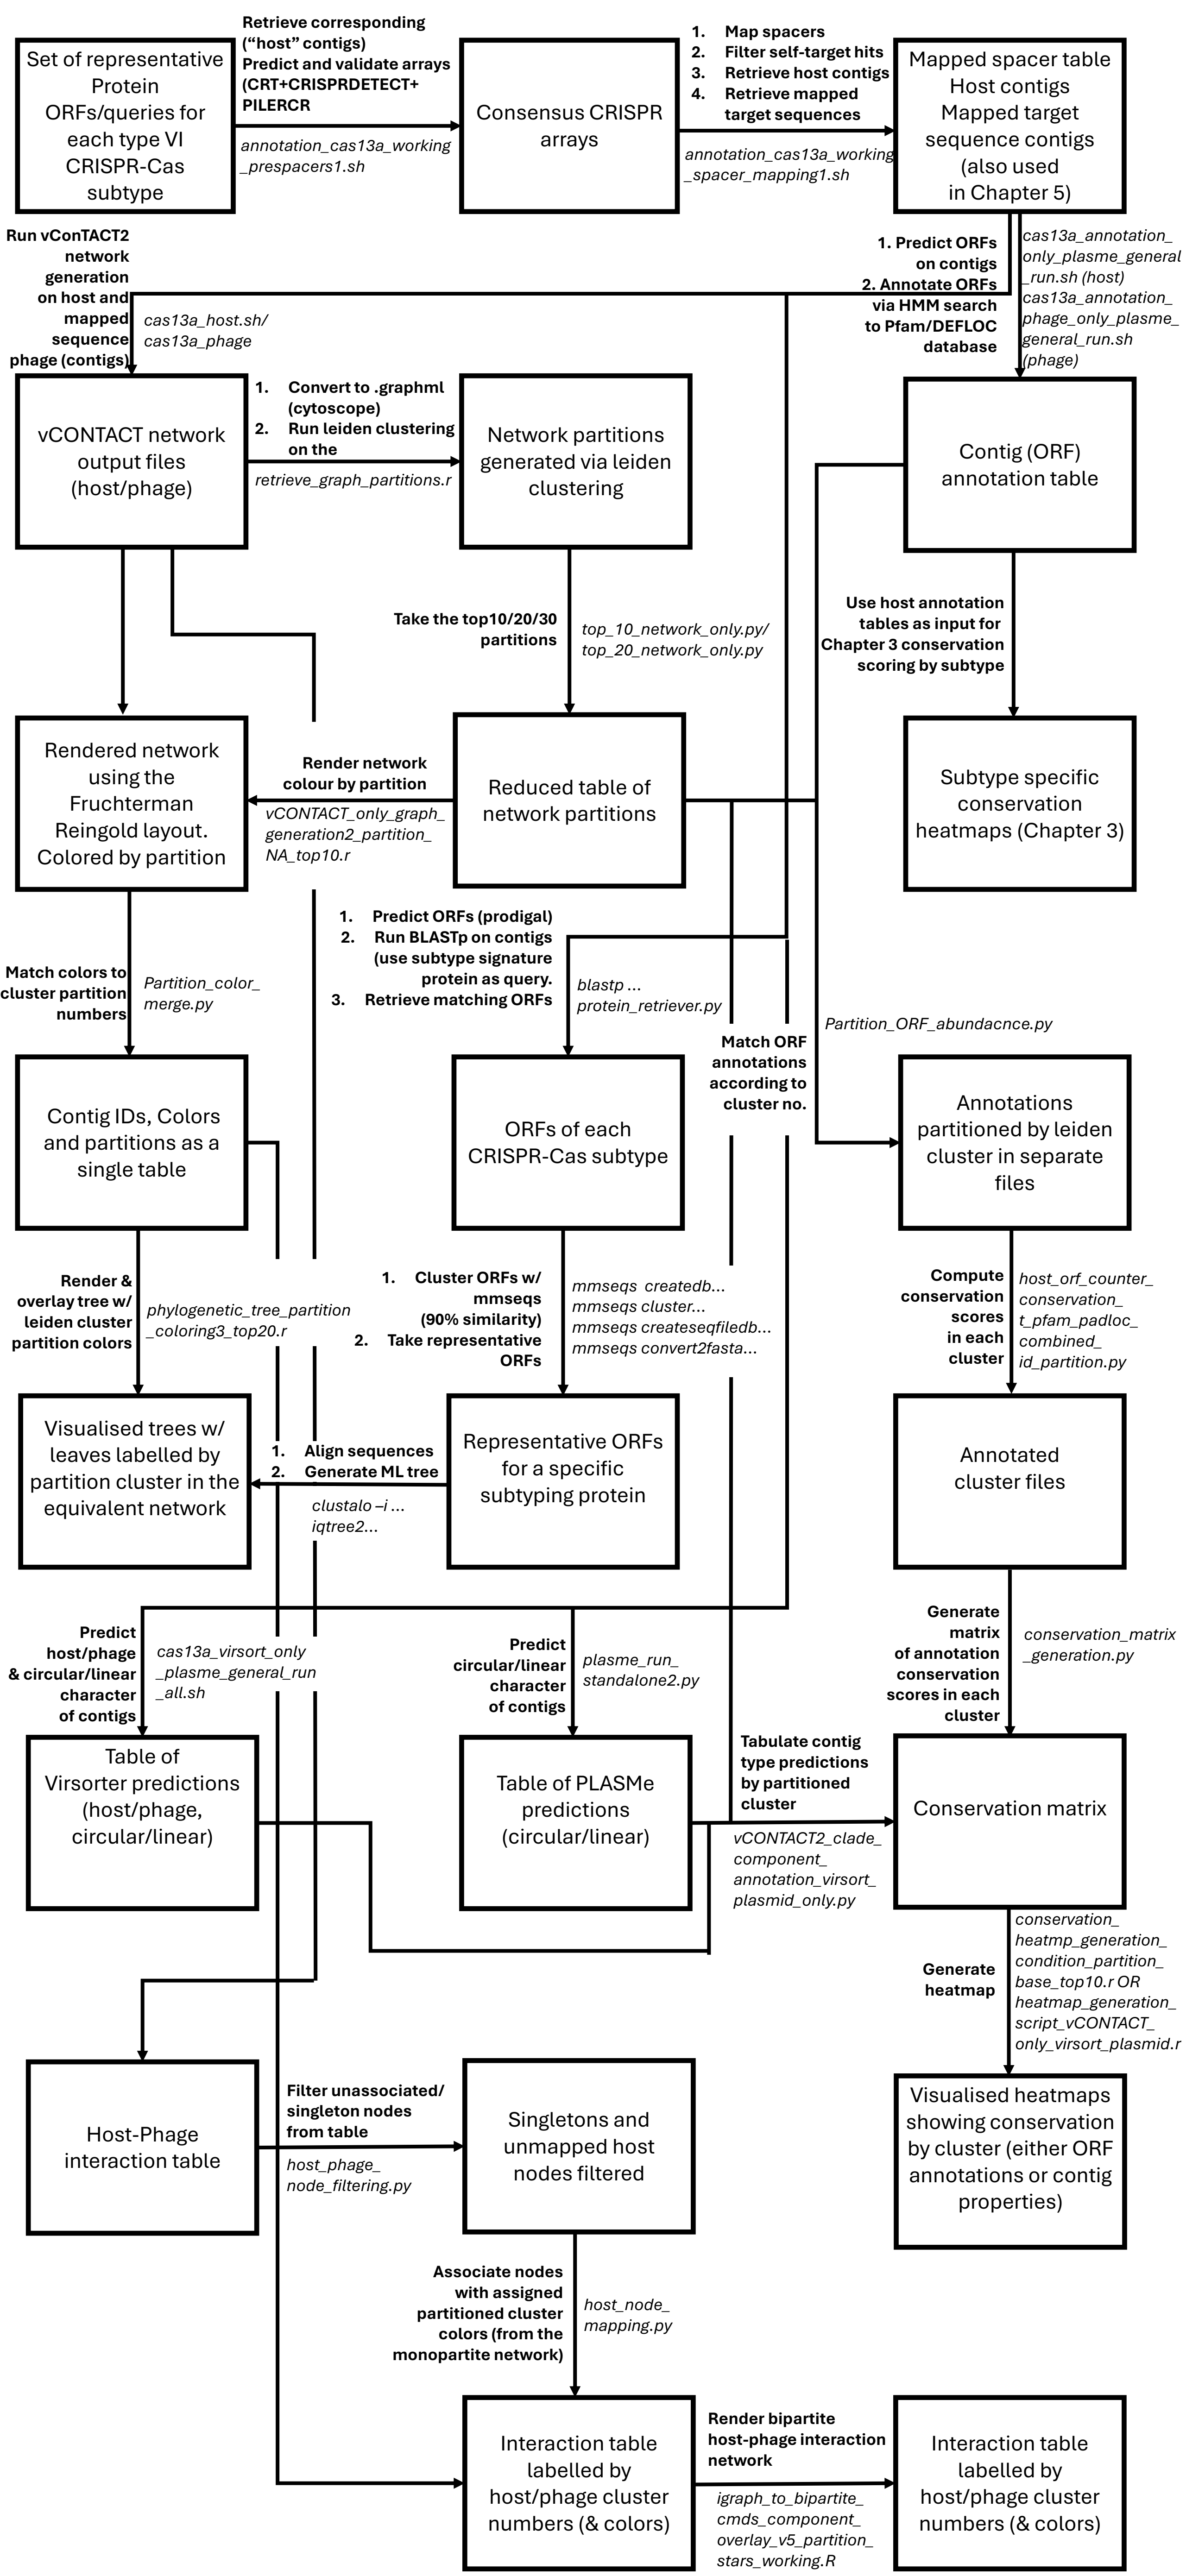 Set of representative
Protein
ORFs/queries for
each type VI
CRISPR-Cas
subtype
Retrieve corresponding
(“host” contigs)
Predict and validate arrays
(CRT+CRISPRDETECT+
PILERCR
annotation_cas13a_working
_prespacers1.sh
Consensus CRISPR
arrays
1. Map spacers
2. Filter self-target hits
3. Retrieve host contigs
4. Retrieve mapped
target sequences
annotation_cas13a_working
_spacer_mapping1.sh
Mapped spacer table
Host contigs
Mapped target
sequence contigs
(also used
in Chapter 5)
Run vConTACT2
network
generation
on host and
mapped
sequence
phage (contigs)
cas13a_host.sh/
cas13a_phage
1. Predict ORFs
on contigs
2. Annotate ORFs
via HMM search
to Pfam/DEFLOC
database
cas13a_annotation_
only_plasme_general
_run.sh (host)
cas13a_annotation_
phage_only_plasme_
general_run.sh
(phage)
vCONTACT network
output files
(host/phage)
1. Convert to .graphml
(cytoscope)
2. Run leiden clustering
on the
retrieve_graph_partitions.r
Network partitions
generated via leiden
clustering
Contig (ORF)
annotation table
Take the top10/20/30
partitions
top_10_network_only.py/
top_20_network_only.py
Use host annotation
tables as input for
Chapter 3 conservation
scoring by subtype
Rendered network
using the
Fruchterman
Reingold layout.
Colored by partition
Render network
colour by partition
vCONTACT_only_graph_
generation2_partition_
NA_top10.r
Reduced table of
network partitions
Subtype specific
conservation
heatmaps (Chapter 3)
Match colors to
cluster partition
numbers
Partition_color_
merge.py
1. Predict ORFs (prodigal)
2. Run BLASTp on contigs
(use subtype signature
protein as query.
3. Retrieve matching ORFs
blastp ...
protein_retriever.py
Match ORF
annotations
according to
cluster no.
Partition_ORF_abundacnce.py
Contig IDs, Colors
and partitions as a
single table
ORFs of each
CRISPR-Cas subtype
Annotations
partitioned by leiden
cluster in separate
files
Render &
overlay tree w/
leiden cluster
partition colors
phylogenetic_tree_partition
_coloring3_top20.r
1. Cluster ORFs w/
mmseqs
(90% similarity)
2. Take representative
ORFs
mmseqs createdb...
mmseqs cluster...
mmseqs createseqfiledb...
mmseqs convert2fasta...
Compute
conservation
scores
in each
cluster
host_orf_counter_
conservation_
t_pfam_padloc_
combined_
id_partition.py
Visualised trees w/
leaves labelled by
partition cluster in the
equivalent network
1. Align sequences
2. Generate ML tree
clustalo –i ...
iqtree2...
Representative ORFs
for a specific
subtyping protein
Annotated
cluster files
Predict
host/phage
& circular/linear
character
of contigs
cas13a_virsort_only
_plasme_general_run
_all.sh
Predict
circular/linear
character
of contigs
plasme_run_
standalone2.py
Generate
matrix
of annotation
conservation
scores in each
cluster
conservation_matrix
_generation.py
Table of
Virsorter predictions
(host/phage,
circular/linear)
Table of PLASMe
predictions
(circular/linear)
Tabulate contig
type predictions
by partitioned
cluster
vCONTACT2_clade_
component_
annotation_virsort_
plasmid_only.py
Conservation matrix
Generate
heatmap
conservation_
heatmp_generation_
condition_partition_
base_top10.r OR
heatmap_generation_
script_vCONTACT_
only_virsort_plasmid.r
Host-Phage
interaction table
Filter unassociated/
singleton nodes
from table
host_phage_
node_filtering.py
Singletons and
unmapped host
nodes filtered
Visualised heatmaps
showing conservation
by cluster (either ORF
annotations or contig
properties)
Associate nodes
with assigned
partitioned cluster
colors (from the
monopartite network)
host_node_
mapping.py
Interaction table
labelled by
host/phage cluster
numbers (& colors)
Render bipartite
host-phage interaction
network
igraph_to_bipartite_
cmds_component_
overlay_v5_partition_
stars_working.R
Interaction table
labelled by
host/phage cluster
numbers (& colors)